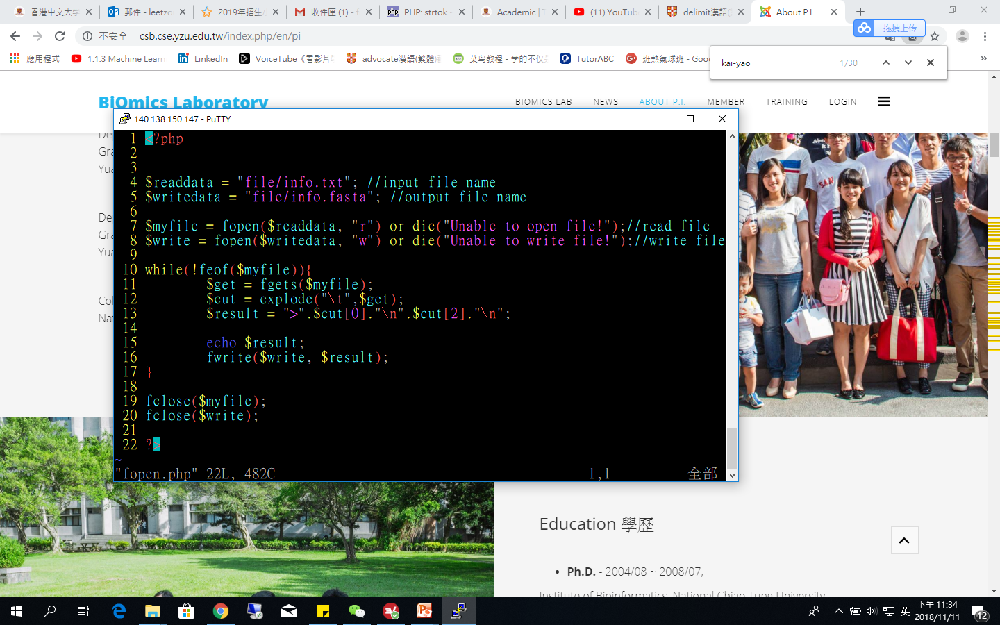 香港中文大學
郵件 - leetzo
2019年招生
收件匣 (1) - f
PHP: strtok -
Academic | T
(11) YouTube
delimit漢語(
About P.I.
拖拽上传
不安全 | csb.cse.yzu.edu.tw/index.php/en/pi
應用程式
1.1.3 Machine Learn
LinkedIn
VoiceTube《看影片
advocate漢語(繁體)
菜鸟教程 - 学的不仅
TutorABC
班熱氣球班 - Goog
»
kai-yao
1/30
BiOmics Laboratory
BIOMICS LAB
NEWS
ABOUT P.I.
MEMBER
TRAINING
LOGIN
De
Gra
Yua
De
Gra
Yua
Col
Nat
140.138.150.147 - PuTTY
1 <?php
2
3
4 $readdata = "file/info.txt"; //input file name
5 $writedata = "file/info.fasta"; //output file name
6
7 $myfile = fopen($readdata, "r") or die("Unable to open file!");//read file
8 $write = fopen($writedata, "w") or die("Unable to write file!");//write file
9
10 while(!feof($myfile)){
11 $get = fgets($myfile);
12 $cut = explode("\t",$get);
13 $result = ">".$cut[0]."\n".$cut[2]."\n";
14
15 echo $result;
16 fwrite($write, $result);
17 }
18
19 fclose($myfile);
20 fclose($write);
21
22 ?>
~
"fopen.php" 22L, 482C 1,1 全部
Education 學歷
• Ph.D. - 2004/08 ~ 2008/07,
Institute of Bioinformatics, National Chiao Tung University
英
下午 11:34
2018/11/11
12